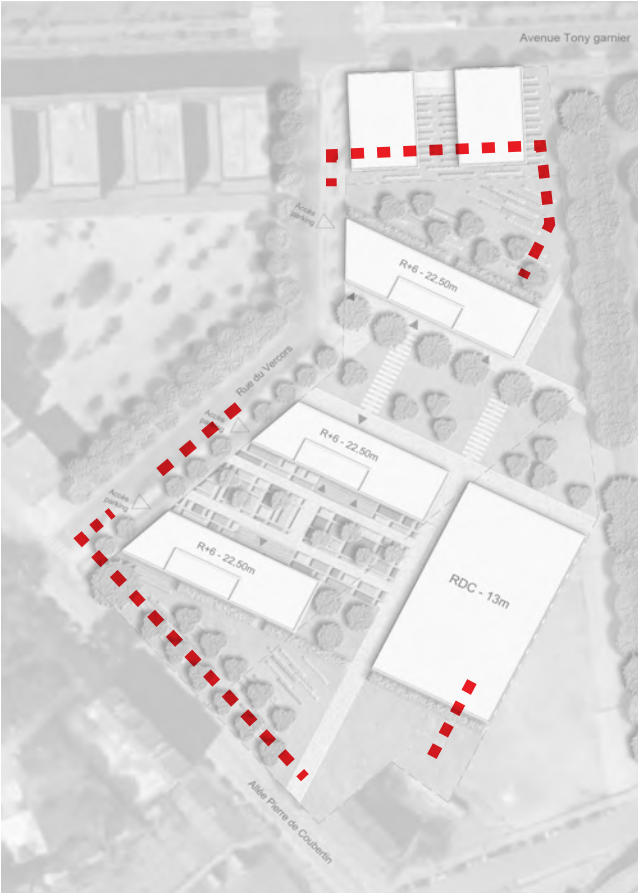 Avenue Tony garnier
Accès
parking
R+6 - 22.50m
Rue du Vercors
Accès
parking
R+6 - 22.50m
Accès
parking
R+6 - 22.50m
RDC - 13m
Allée Pierre de Coubertin